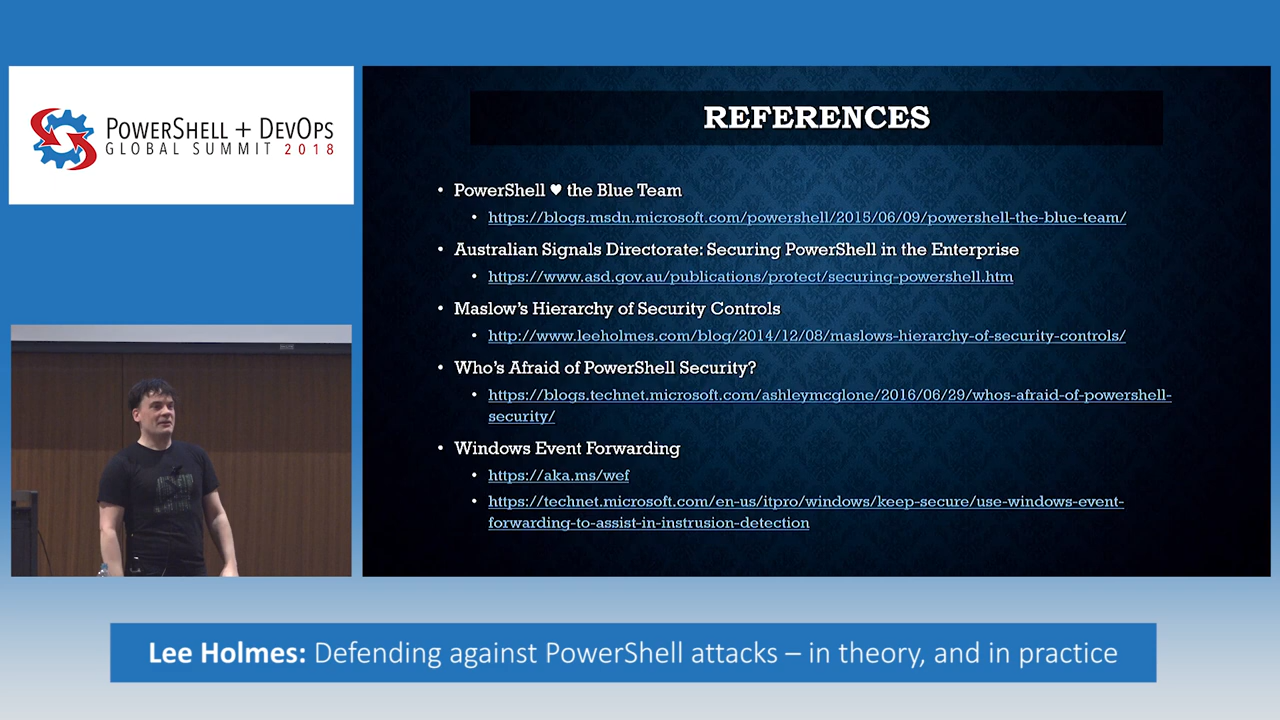 POWERSHELL + DEVOPS
GLOBAL SUMMIT 2018
REFERENCES
• PowerShell ♥ the Blue Team
• https://blogs.msdn.microsoft.com/powershell/2015/06/09/powershell-the-blue-team/
• Australian Signals Directorate: Securing PowerShell in the Enterprise
• https://www.asd.gov.au/publications/protect/securing-powershell.htm
• Maslow's Hierarchy of Security Controls
• http://www.leeholmes.com/blog/2014/12/08/maslows-hierarchy-of-security-controls/
• Who's Afraid of PowerShell Security?
• https://blogs.technet.microsoft.com/ashleymcglone/2016/06/29/whos-afraid-of-powershell-
security/
• Windows Event Forwarding
• https://aka.ms/wef
• https://technet.microsoft.com/en-us/itpro/windows/keep-secure/use-windows-event-
forwarding-to-assist-in-instrusion-detection
Lee Holmes: Defending against PowerShell attacks – in theory, and in practice